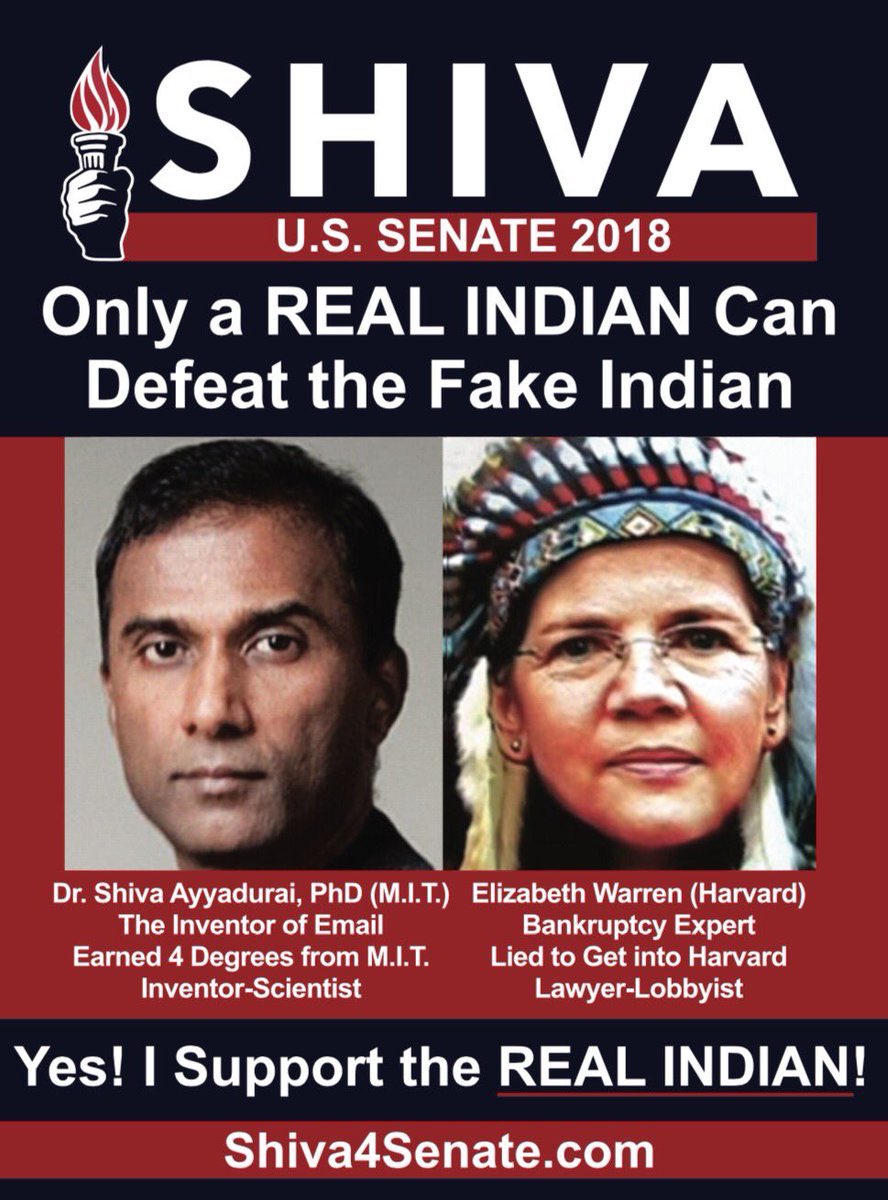 SHIVA
U.S. SENATE 2018
Only a REAL INDIAN Can
Defeat the Fake Indian
Dr. Shiva Ayyadurai, PhD (M.I.T.)
The Inventor of Email
Earned 4 Degrees from M.I.T.
Inventor-Scientist
Elizabeth Warren (Harvard)
Bankruptcy Expert
Lied to Get into Harvard
Lawyer-Lobbyist
Yes! I Support the REAL INDIAN!
Shiva4Senate.com